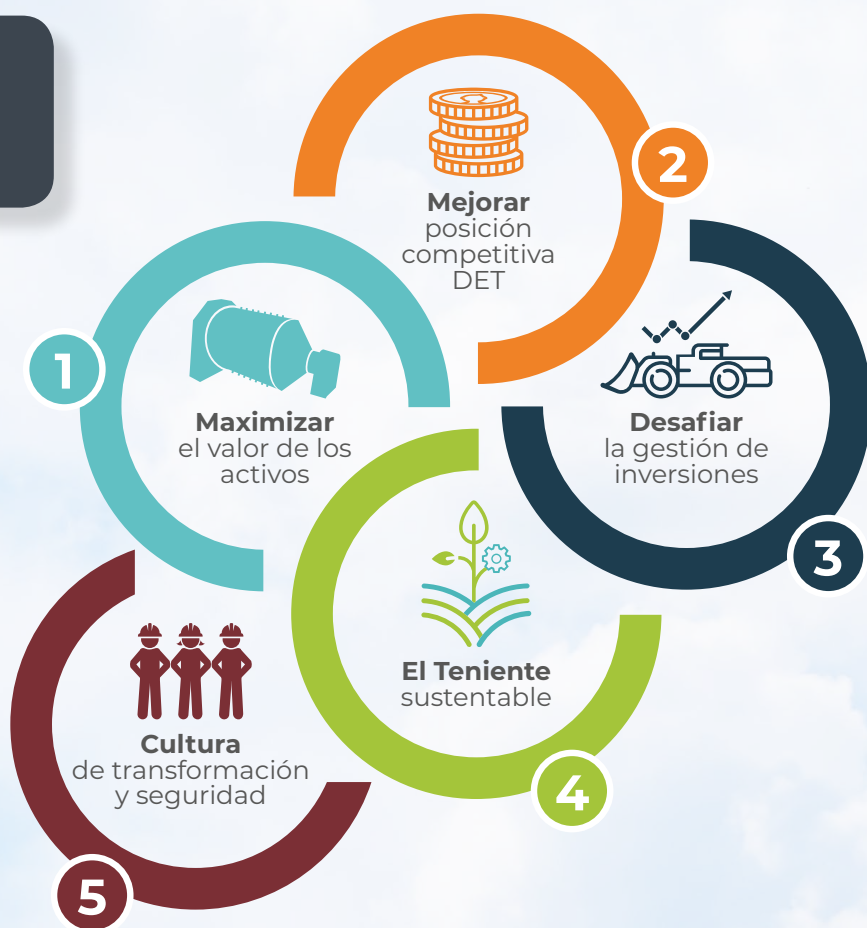 1
Maximizar
el valor de los
activos
2
Mejorar
posición
competitiva
DET
3
Desafiar
la gestión de
inversiones
4
El Teniente
sustentable
5
Cultura
de transformación
y seguridad